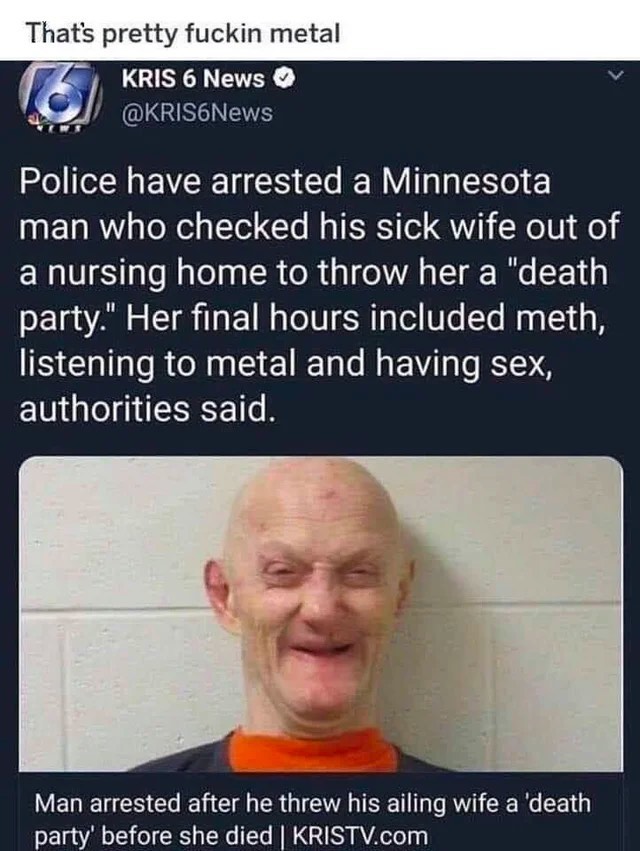 That's pretty fuckin metal
6
NEWS
KRIS 6 News
@KRIS6News
Police have arrested a Minnesota
man who checked his sick wife out of
a nursing home to throw her a "death
party." Her final hours included meth,
listening to metal and having sex,
authorities said.
Man arrested after he threw his ailing wife a 'death
party' before she died | KRISTV.com